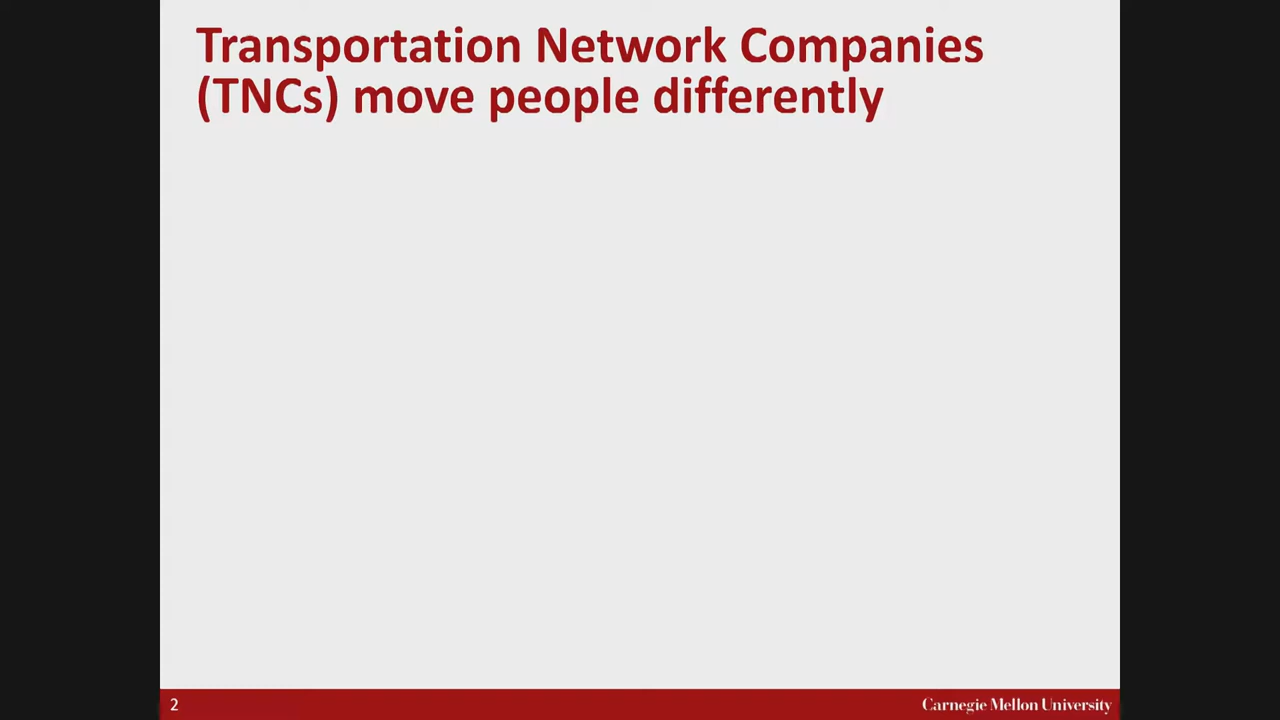 Transportation Network Companies
(TNCs) move people differently
2
Carnegie Mellon University